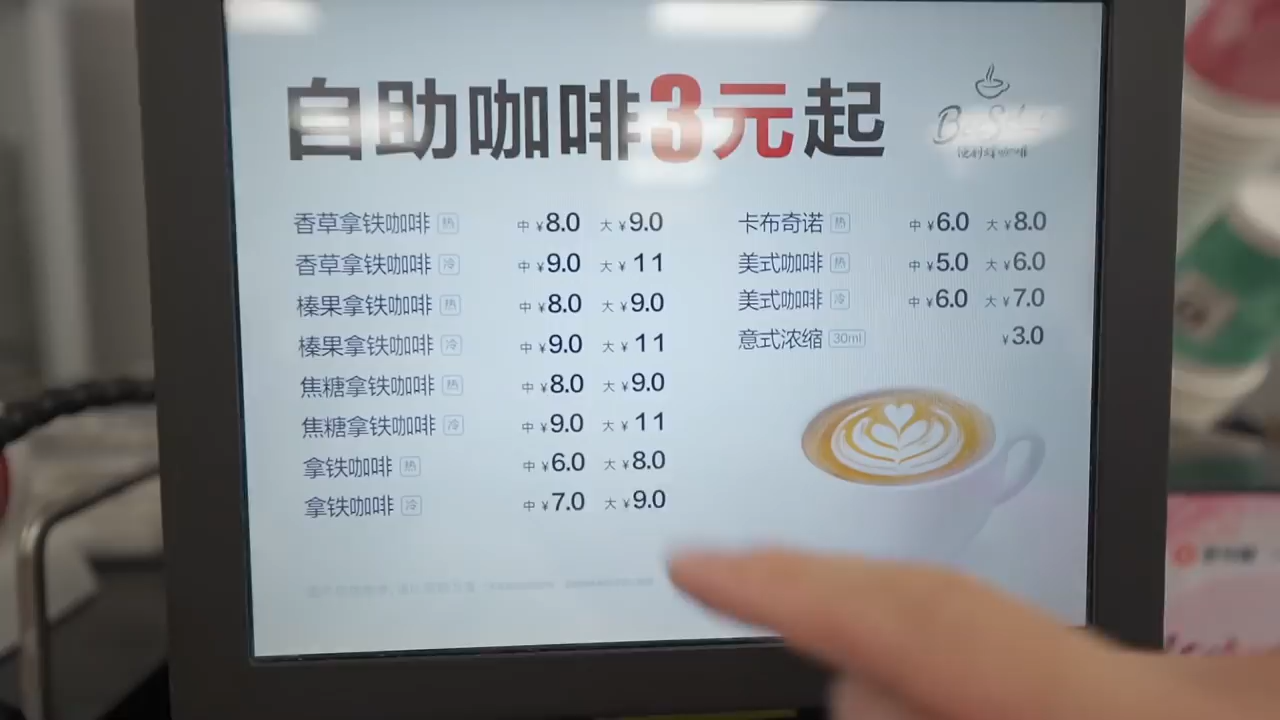 自助咖啡3元起
香草拿铁咖啡 热 中 ¥8.0 大 ¥9.0
香草拿铁咖啡 冷 中 ¥9.0 大 ¥11
榛果拿铁咖啡 热 中 ¥8.0 大 ¥9.0
榛果拿铁咖啡 冷 中 ¥9.0 大 ¥11
焦糖拿铁咖啡 热 中 ¥8.0 大 ¥9.0
焦糖拿铁咖啡 冷 中 ¥9.0 大 ¥11
拿铁咖啡 热 中 ¥6.0 大 ¥8.0
拿铁咖啡 冷 中 ¥7.0 大 ¥9.0
卡布奇诺 热 中 ¥6.0 大 ¥8.0
美式咖啡 热 中 ¥5.0 大 ¥6.0
美式咖啡 冷 中 ¥6.0 大 ¥7.0
意式浓缩 30ml ¥3.0